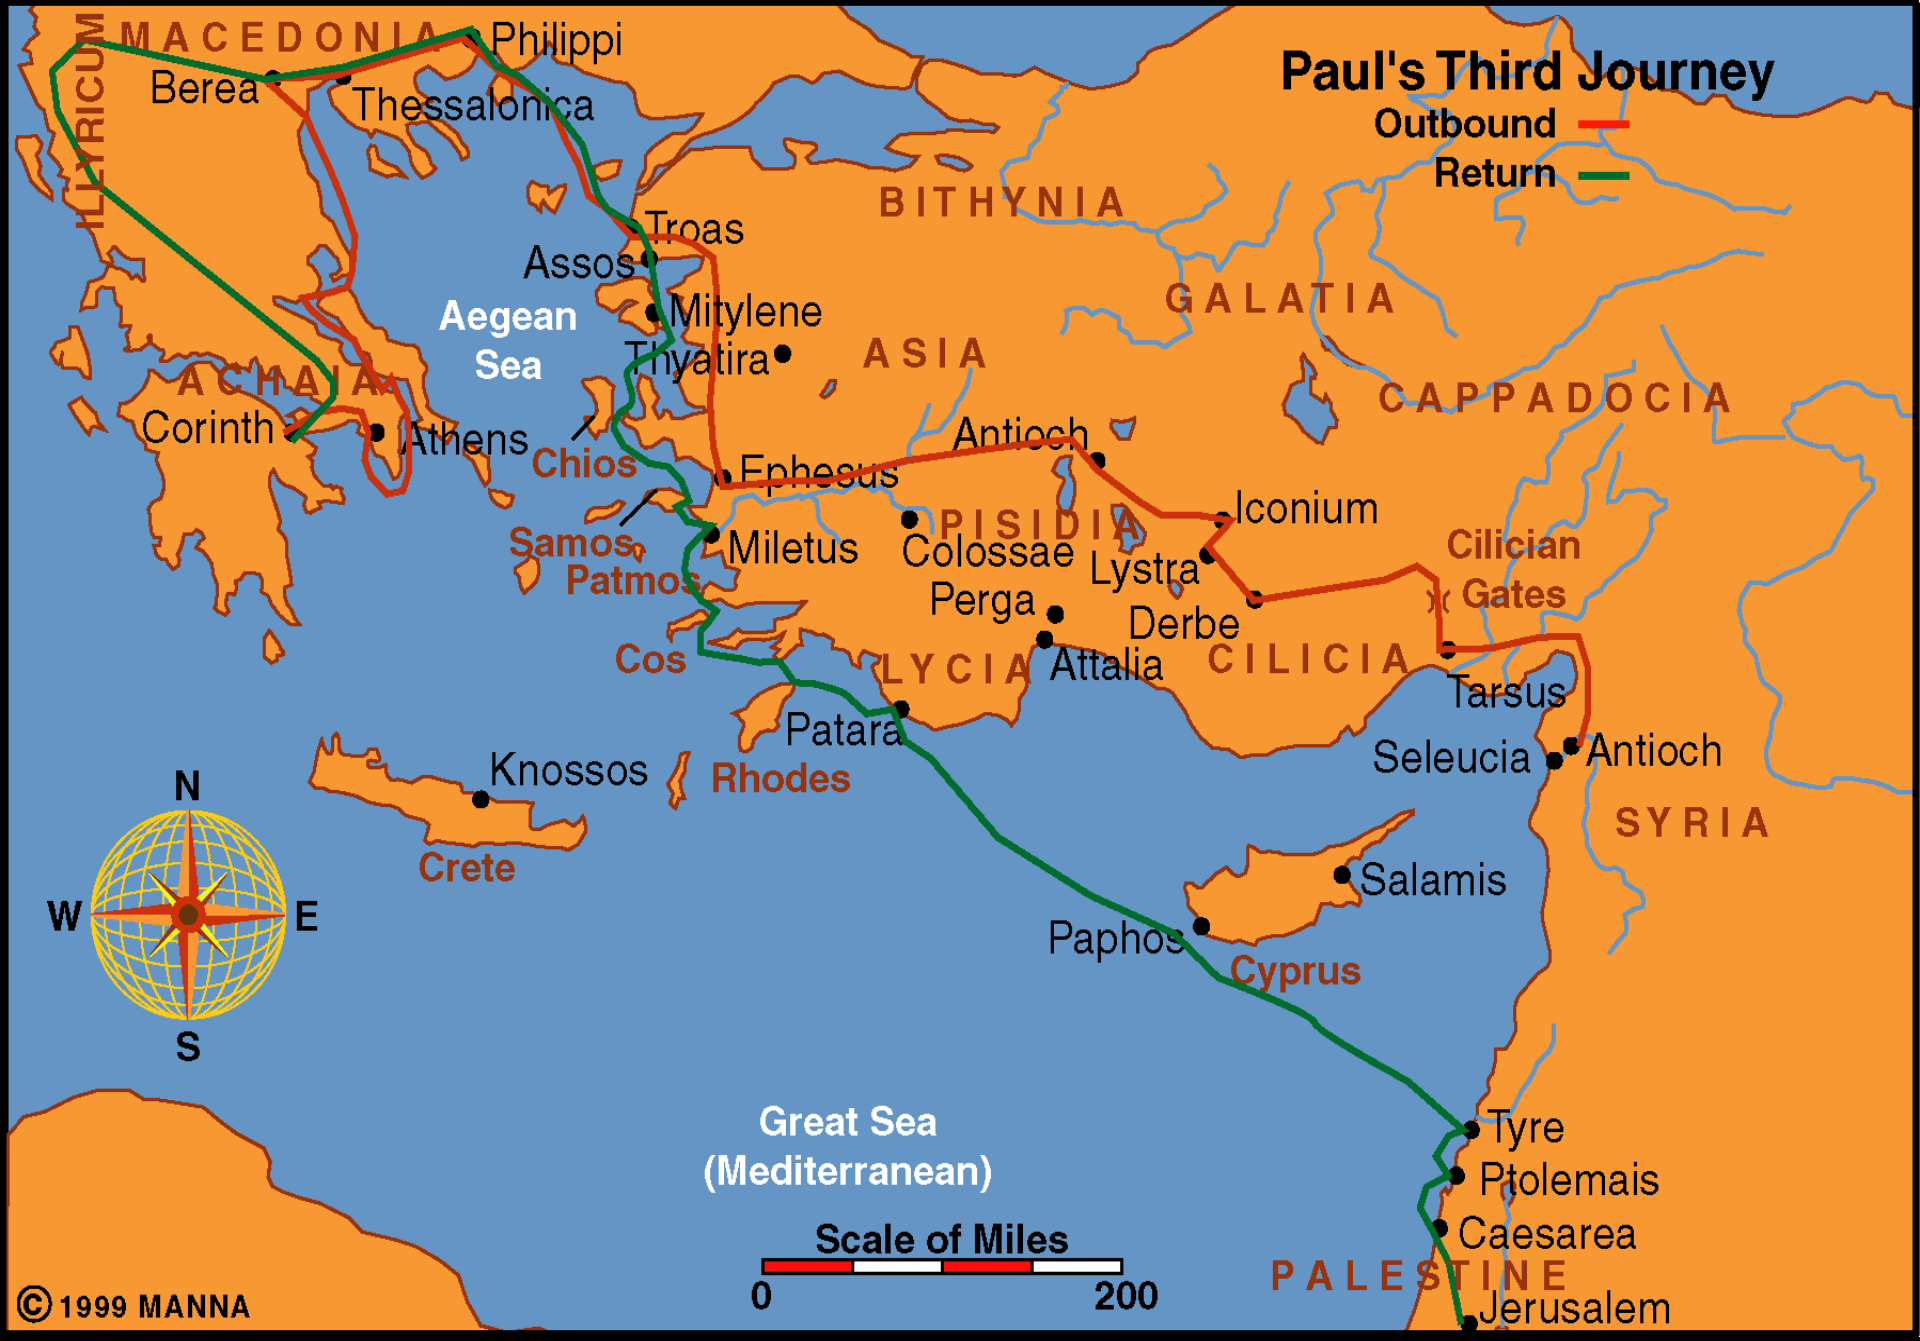 Paul's Third Journey
Outbound
Return
MACEDONIA
Philippi
Berea
Thessalonica
ILLYRICUM
BITHYNIA
Troas
Assos
GALATIA
Aegean
Sea
Mitylene
Thyatira
ASIA
ACHAIA
CAPPADOCIA
Corinth
Athens
Chios
Antioch
Ephesus
Iconium
PISIDIA
Samos
Patmos
Miletus
Colossae
Lystra
Cilician
Gates
Perga
Derbe
Cos
LYCIA
Attalia
CILICIA
Tarsus
Patara
Seleucia
Antioch
Knossos
Rhodes
SYRIA
Crete
N
W
E
S
Salamis
Paphos
Cyprus
Great Sea
(Mediterranean)
Tyre
Ptolemais
Caesarea
Scale of Miles
0
200
PALESTINE
Jerusalem
© 1999 MANNA